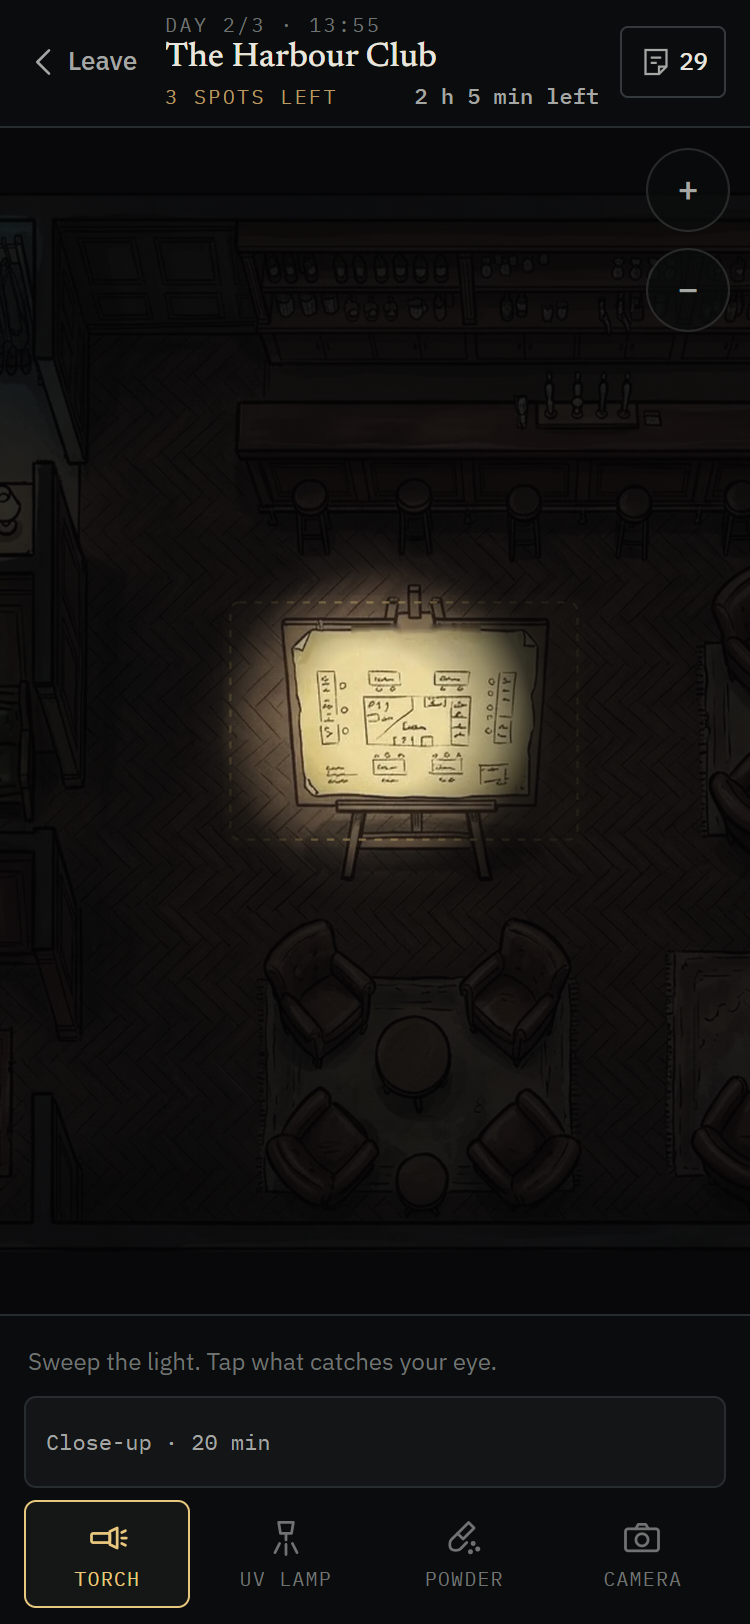 DAY 2/3 · 13:55
Leave
The Harbour Club
29
3 SPOTS LEFT
2 h 5 min left
+
−
Sweep the light. Tap what catches your eye.
Close-up · 20 min
TORCH
UV LAMP
POWDER
CAMERA